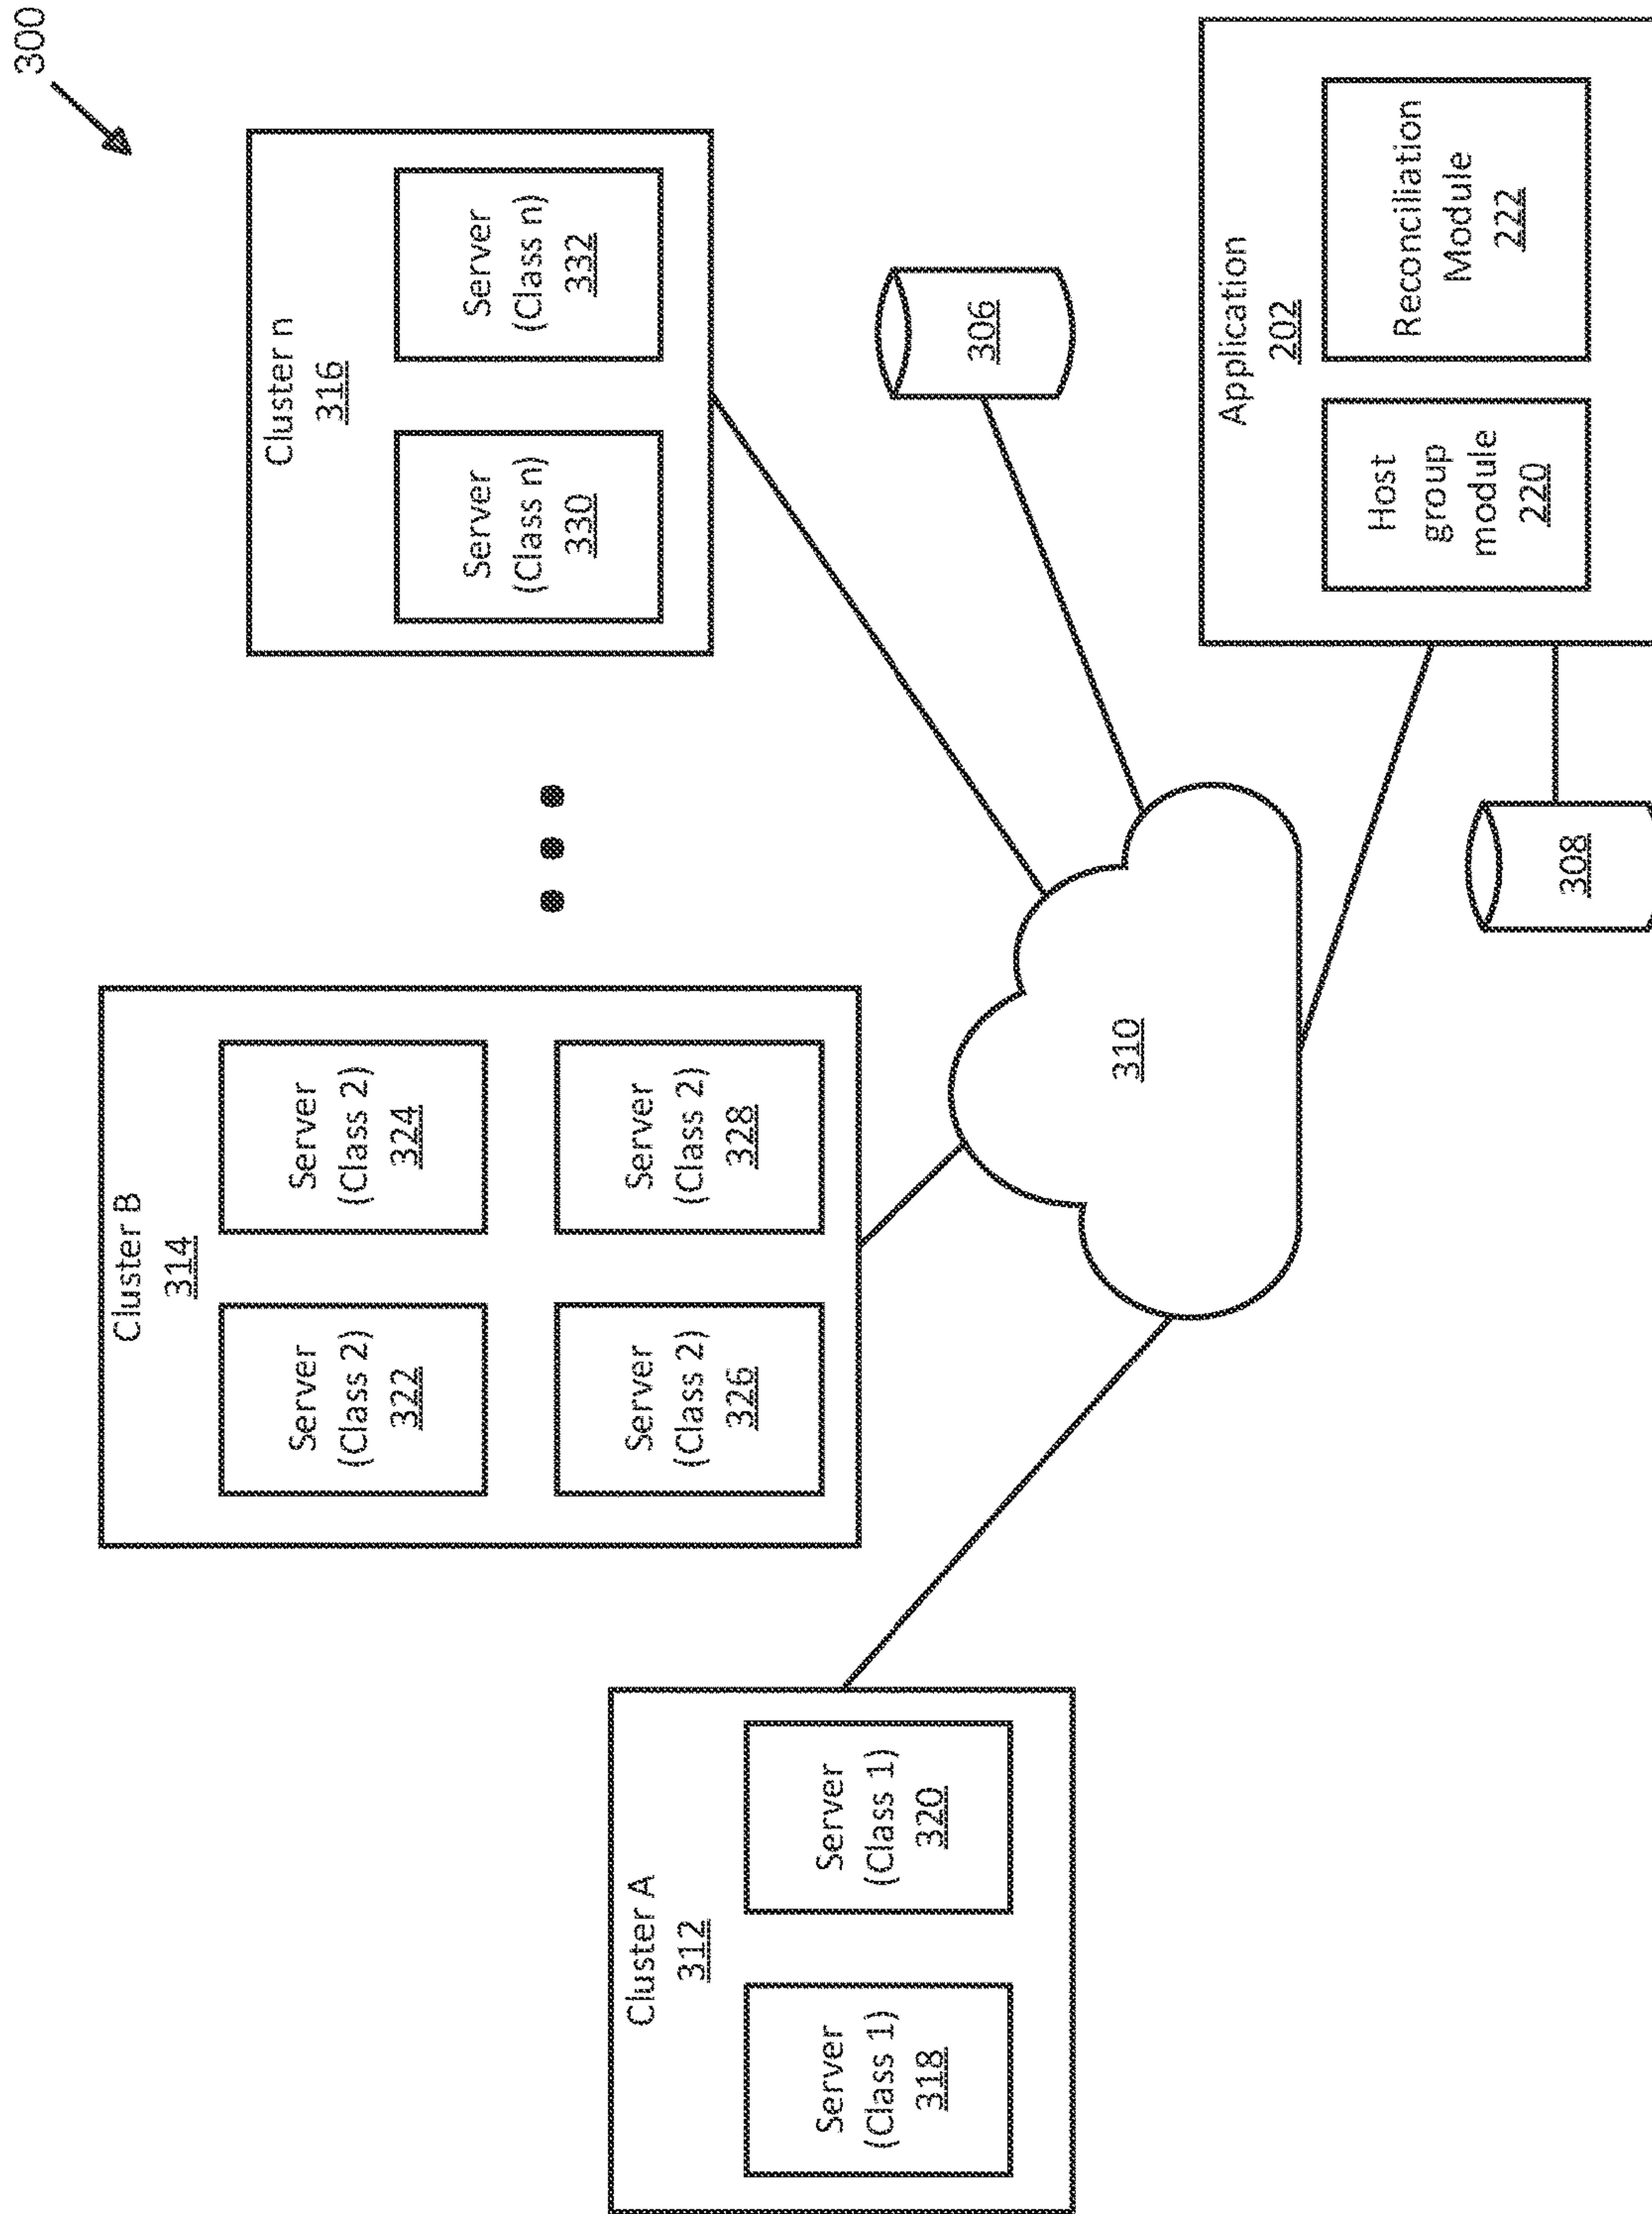 300
Cluster A
312
Server
(Class 1)
318
Server
(Class 1)
320
Cluster B
314
Server
(Class 2)
322
Server
(Class 2)
324
Server
(Class 2)
326
Server
(Class 2)
328
Cluster n
316
Server
(Class n)
330
Server
(Class n)
332
310
306
308
Application
202
Host
group
module
220
Reconciliation
Module
222